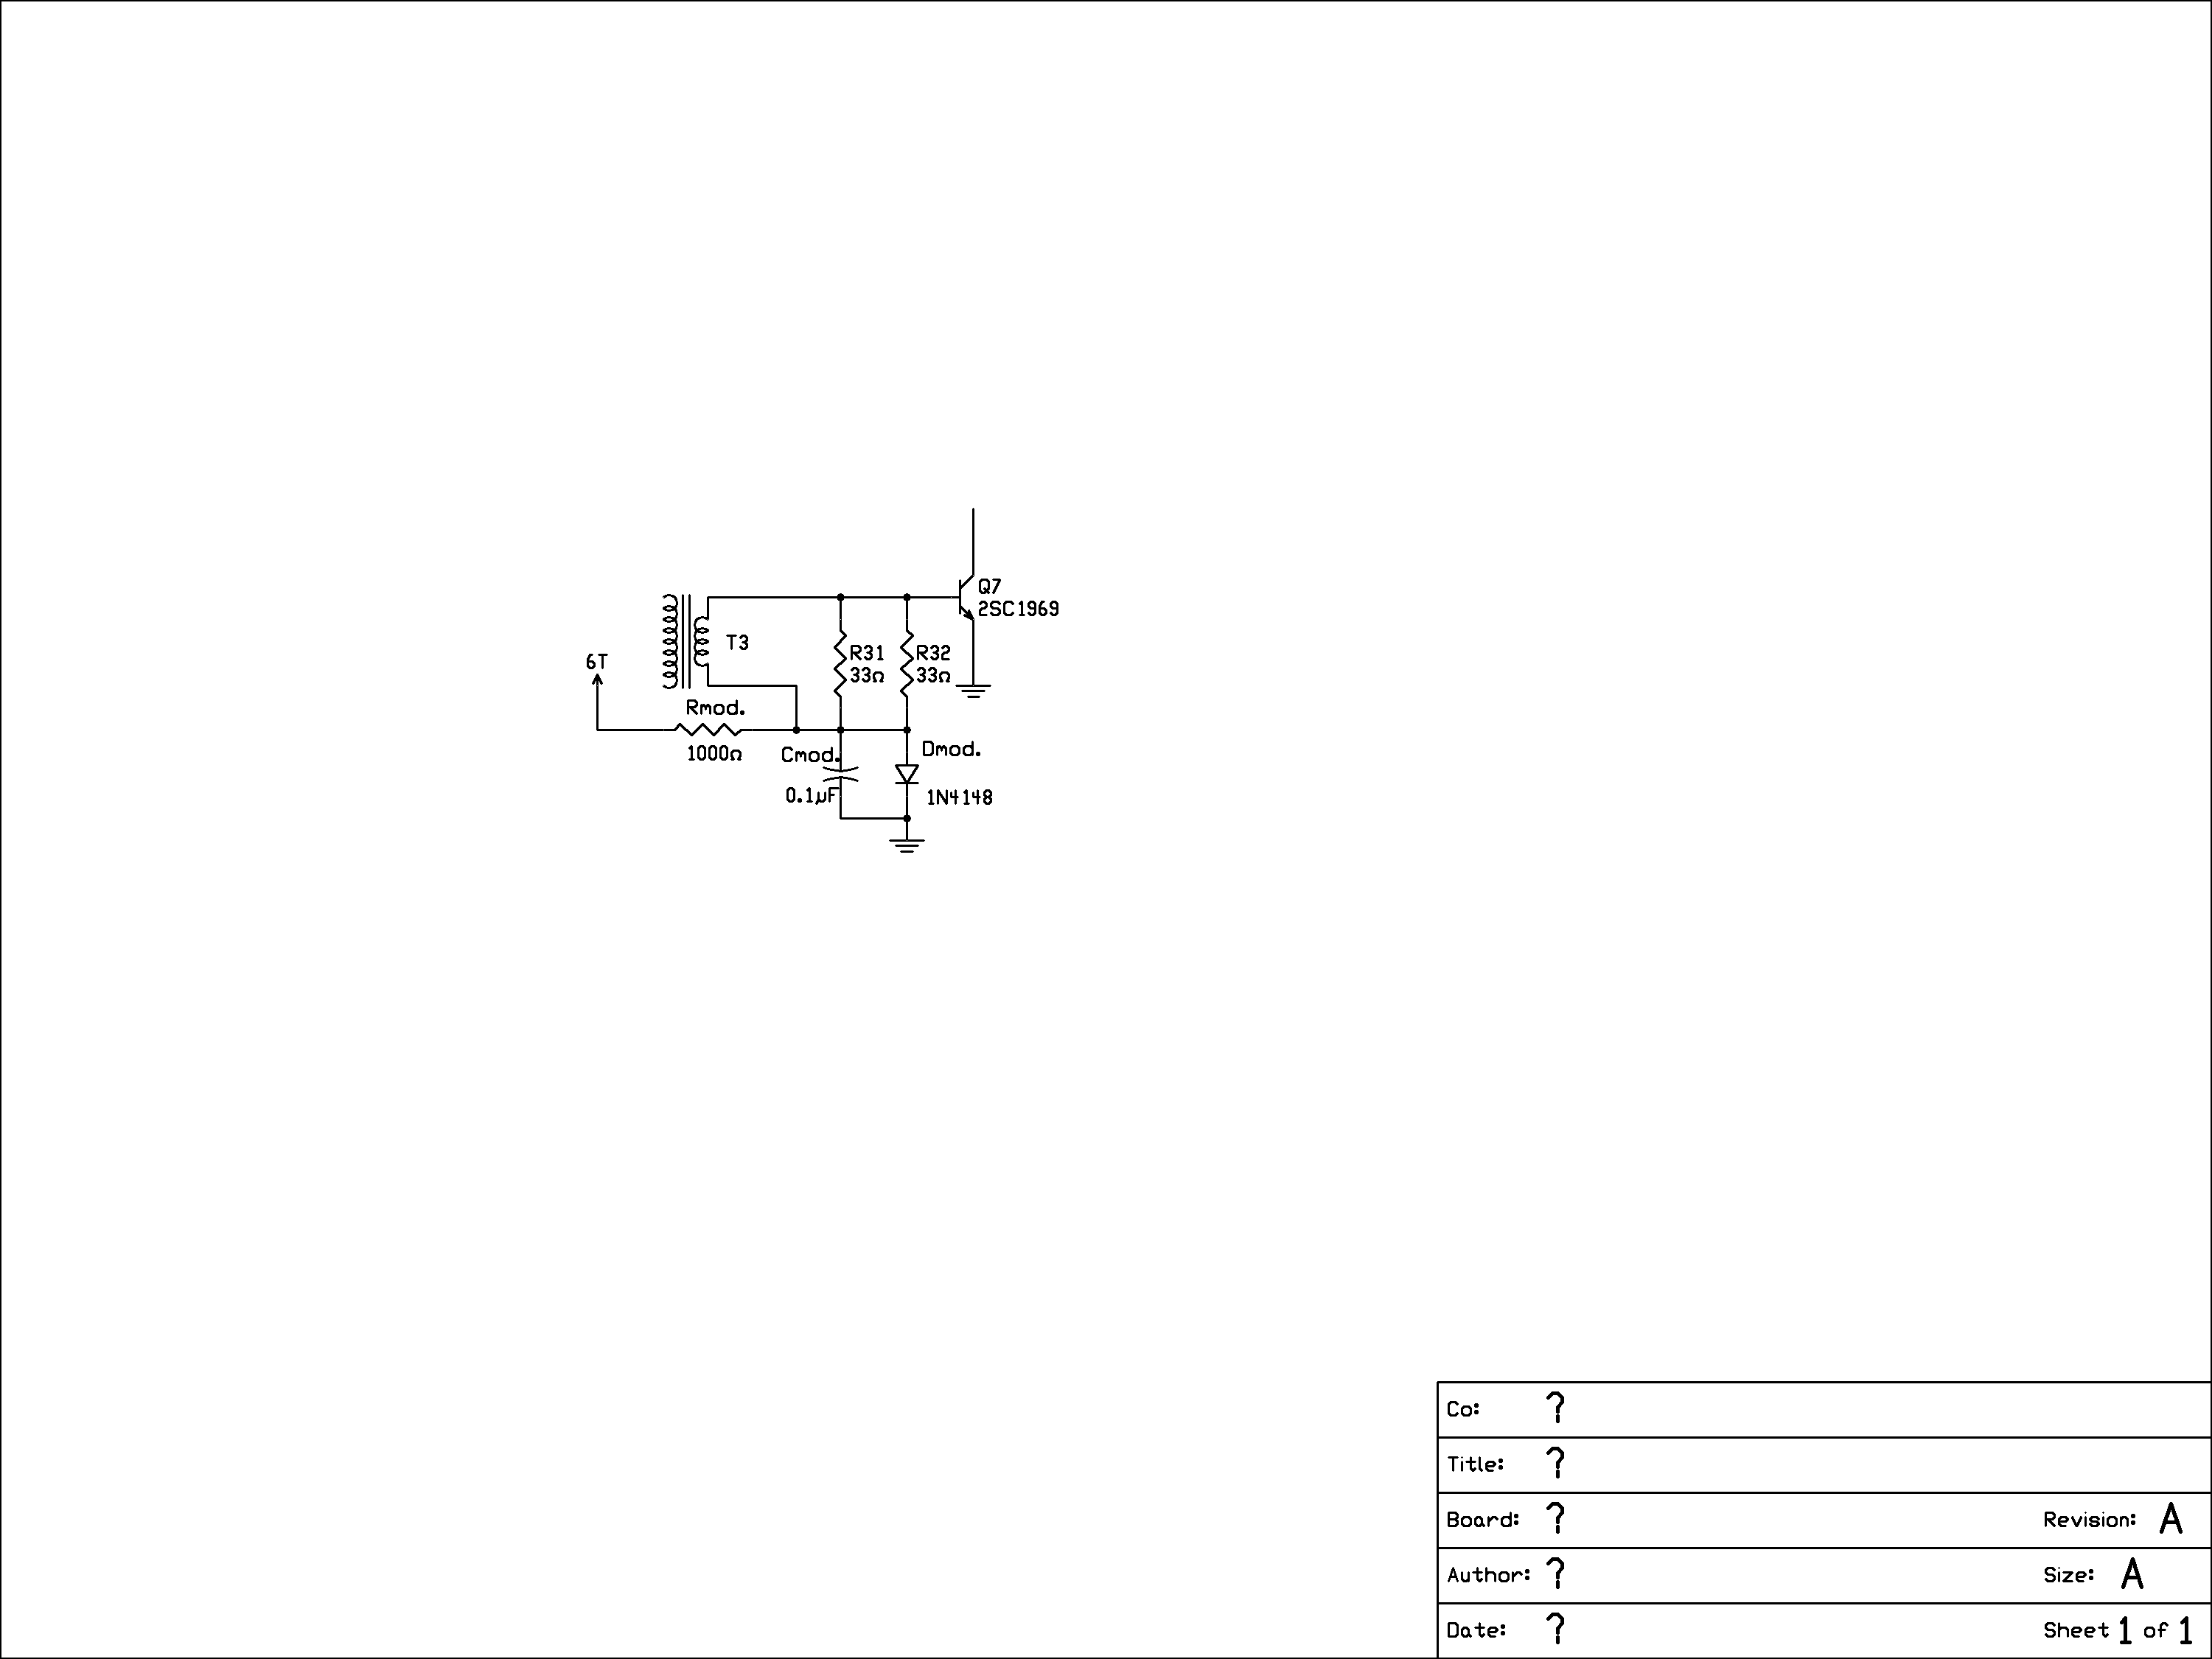 Q7
2SC1969
T3
6T
R31
33Ω
R32
33Ω
Rmod.
1000Ω
Cmod.
0.1µF
Dmod.
1N4148
Co: ?
Title: ?
Board: ? Revision: A
Author: ? Size: A
Date: ? Sheet 1 of 1